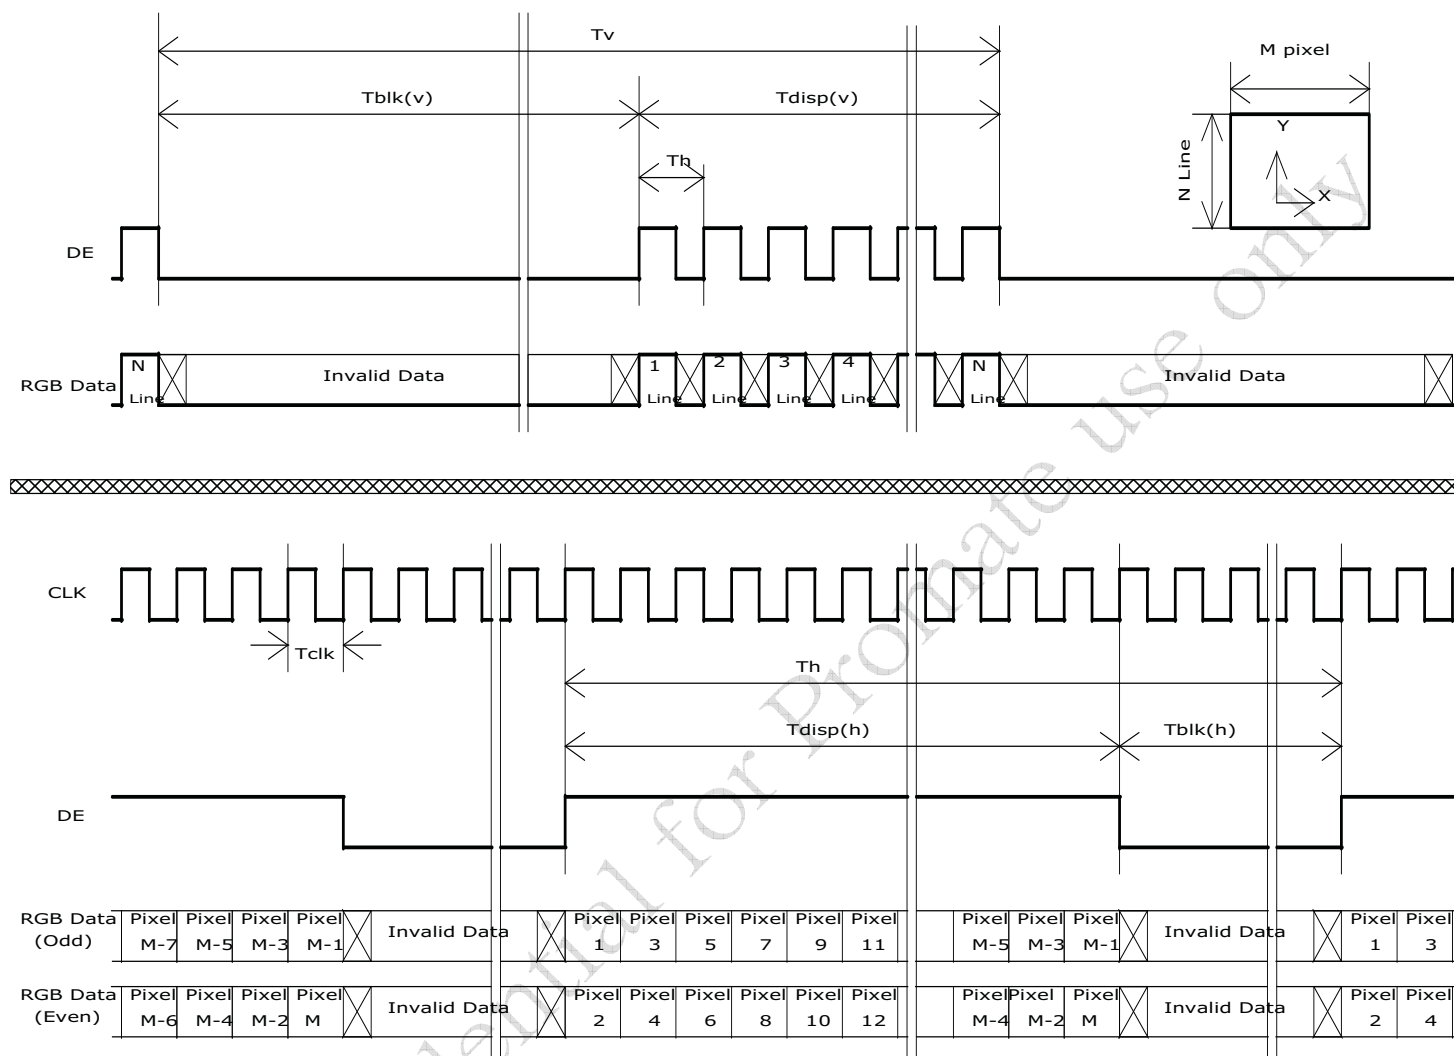 Tv
M pixel
Tblk(v) Tdisp(v)
Y
Th
N Line
X
DE
N 1 2 3 4 N
RGB Data Invalid Data Invalid Data
Line Line Line Line Line Line
CLK
Tclk
Th
Tdisp(h) Tblk(h)
DE
RGB Data Pixel Pixel Pixel Pixel Invalid Data Pixel Pixel Pixel Pixel Pixel Pixel Pixel Pixel Pixel Invalid Data Pixel Pixel
(Odd) M-7 M-5 M-3 M-1 1 3 5 7 9 11 M-5 M-3 M-1 1 3
RGB Data Pixel Pixel Pixel Pixel Invalid Data Pixel Pixel Pixel Pixel Pixel Pixel Pixel Pixel Pixel Invalid Data Pixel Pixel
(Even) M-6 M-4 M-2 M 2 4 6 8 10 12 M-4 M-2 M 2 4
dential for Promate use only